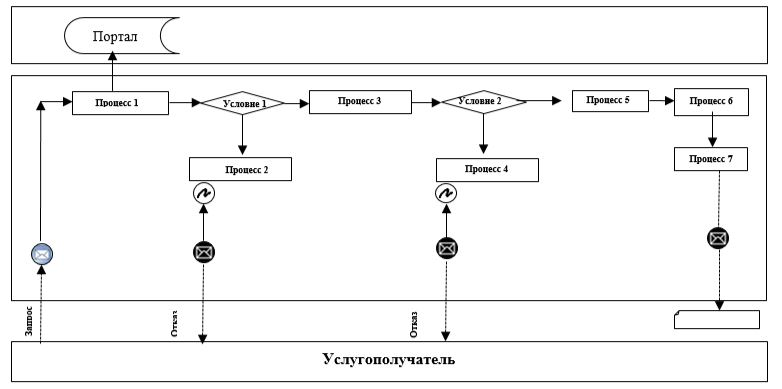 Портал
Процесс 1
Условие 1
Процесс 3
Условие 2
Процесс 5
Процесс 6
Процесс 2
Процесс 4
Процесс 7
Запрос
Отказ
Отказ
Услугополучатель